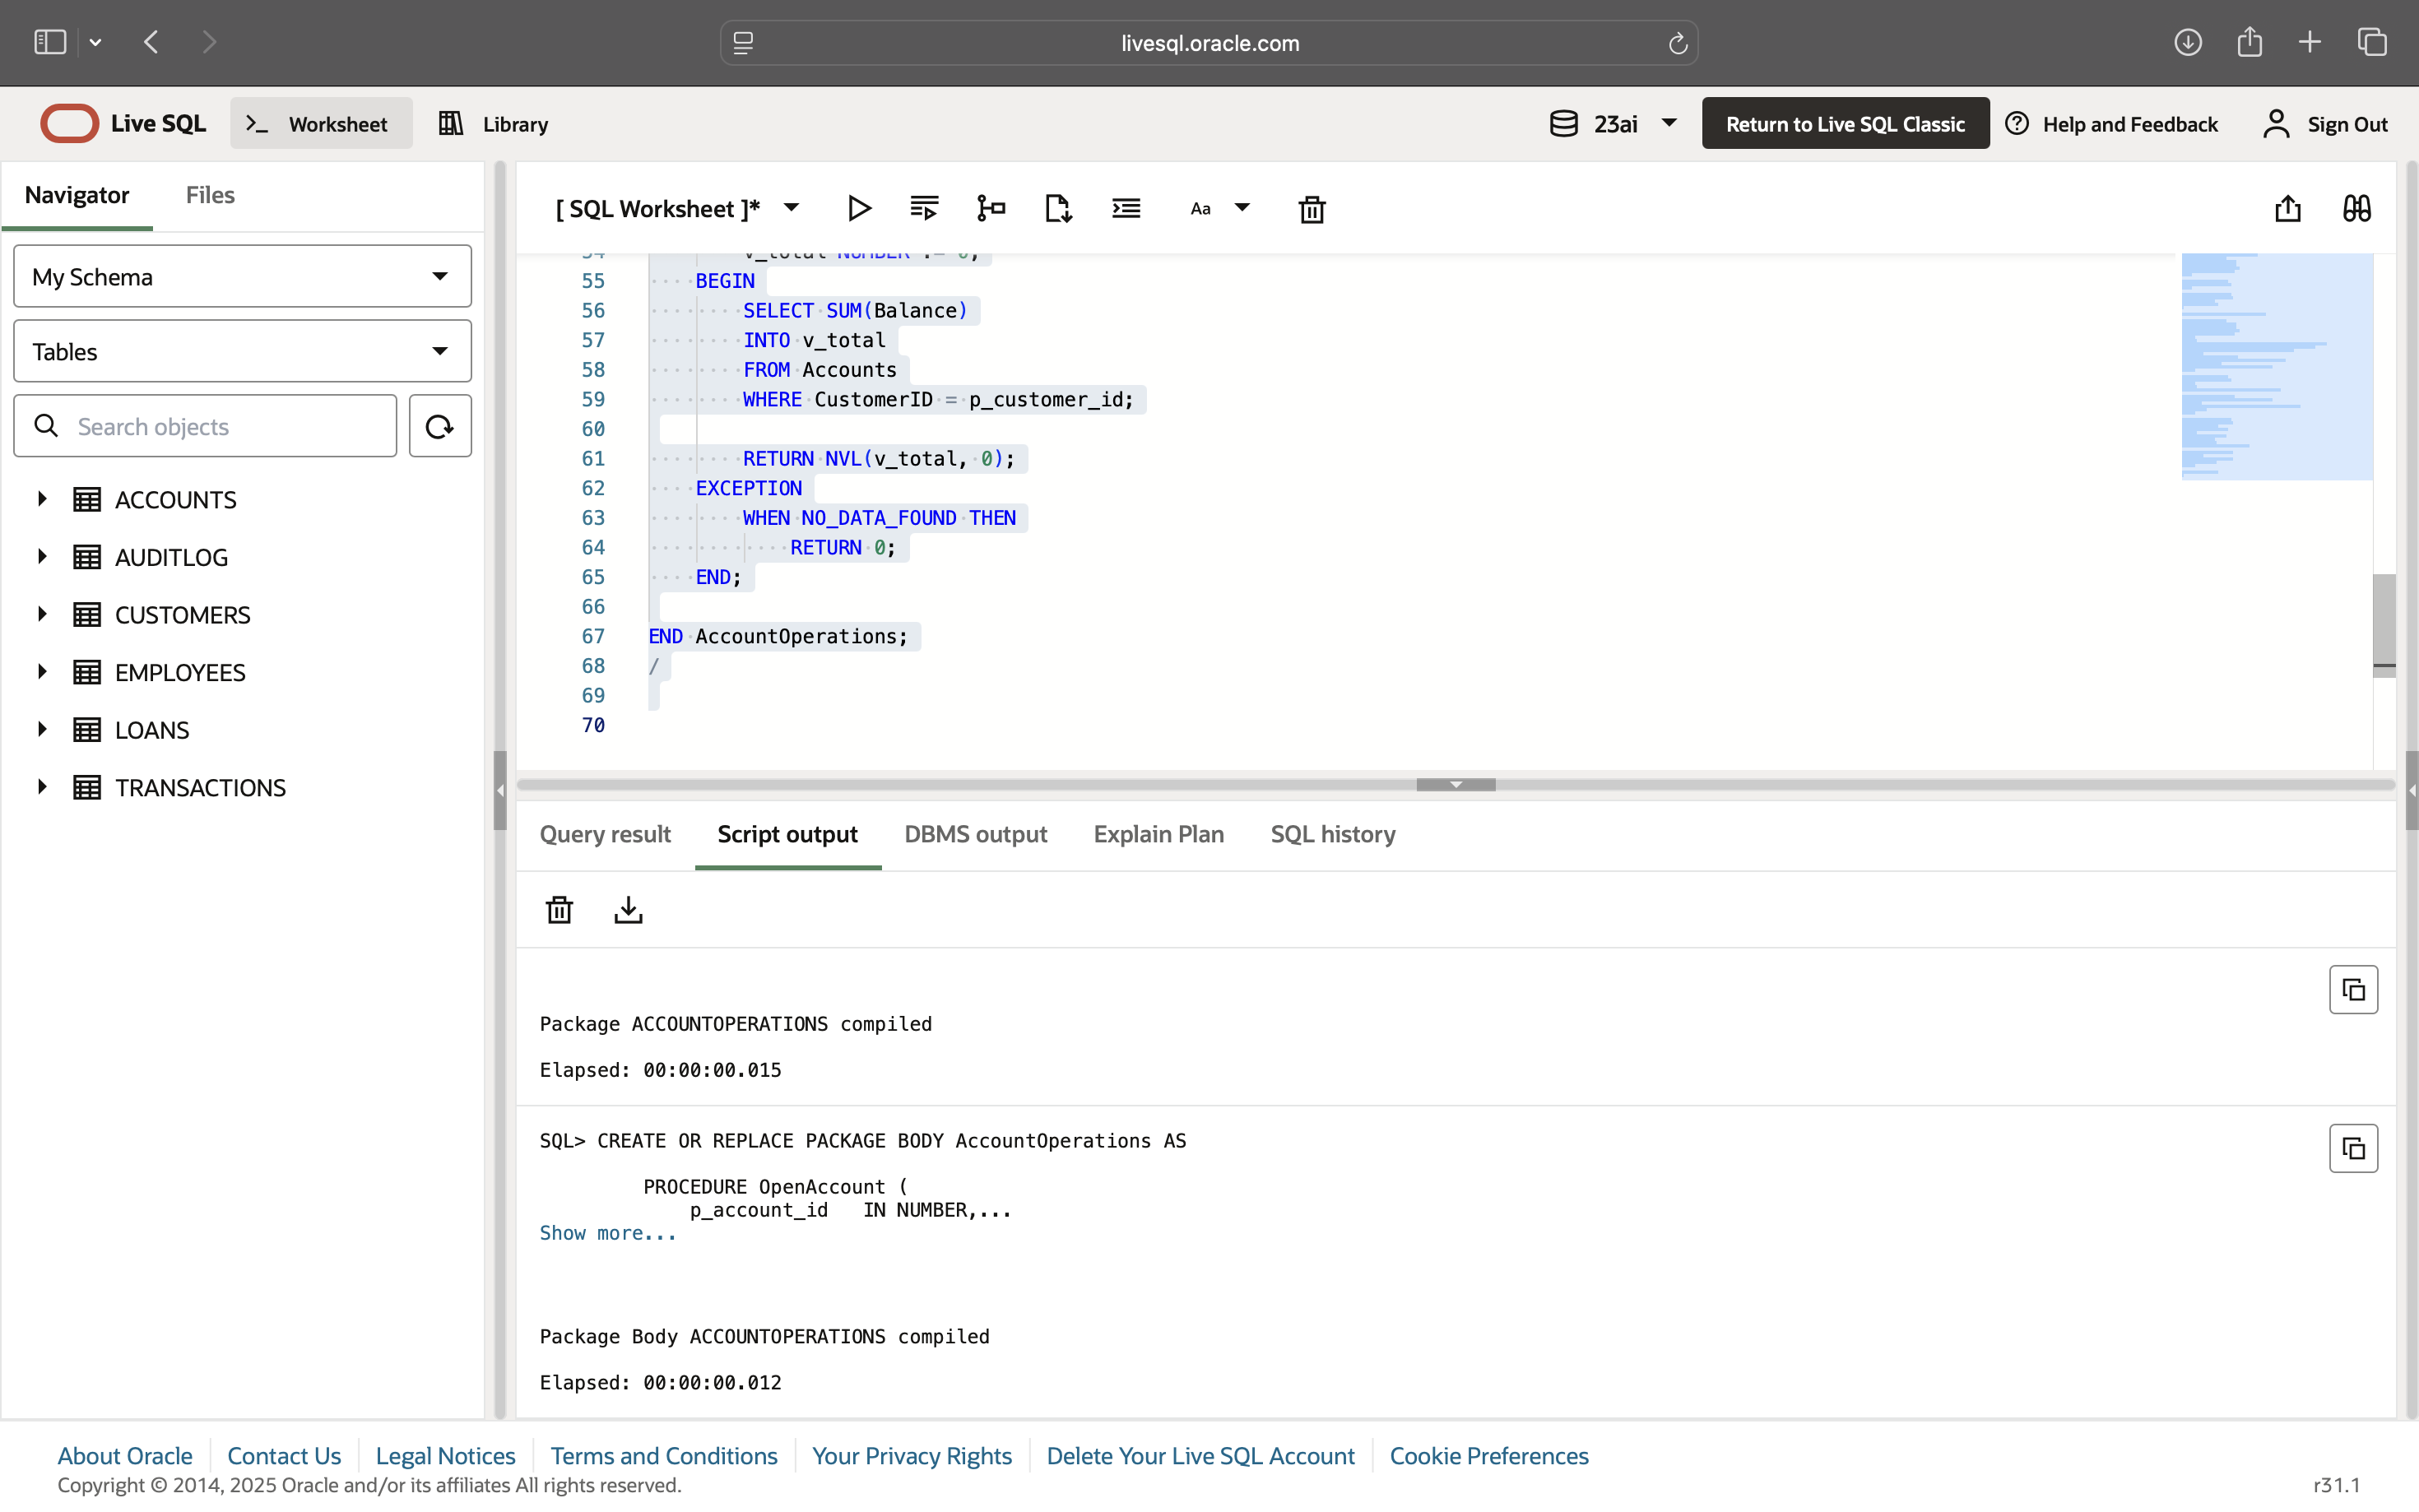 livesql.oracle.com
Live SQL
Worksheet
Library
23ai
Return to Live SQL Classic
Help and Feedback
Sign Out
Navigator
Files
My Schema
Tables
Search objects
ACCOUNTS
AUDITLOG
CUSTOMERS
EMPLOYEES
LOANS
TRANSACTIONS
[ SQL Worksheet ]*
Aa
54 v_total NUMBER := 0;
55 BEGIN
56 SELECT SUM(Balance)
57 INTO v_total
58 FROM Accounts
59 WHERE CustomerID = p_customer_id;
60
61 RETURN NVL(v_total, 0);
62 EXCEPTION
63 WHEN NO_DATA_FOUND THEN
64 RETURN 0;
65 END;
66
67 END AccountOperations;
68 /
69
70
Query result
Script output
DBMS output
Explain Plan
SQL history
Package ACCOUNTOPERATIONS compiled
Elapsed: 00:00:00.015
SQL> CREATE OR REPLACE PACKAGE BODY AccountOperations AS
PROCEDURE OpenAccount (
p_account_id IN NUMBER,...
Show more...
Package Body ACCOUNTOPERATIONS compiled
Elapsed: 00:00:00.012
About Oracle
Contact Us
Legal Notices
Terms and Conditions
Your Privacy Rights
Delete Your Live SQL Account
Cookie Preferences
Copyright © 2014, 2025 Oracle and/or its affiliates All rights reserved.
r31.1